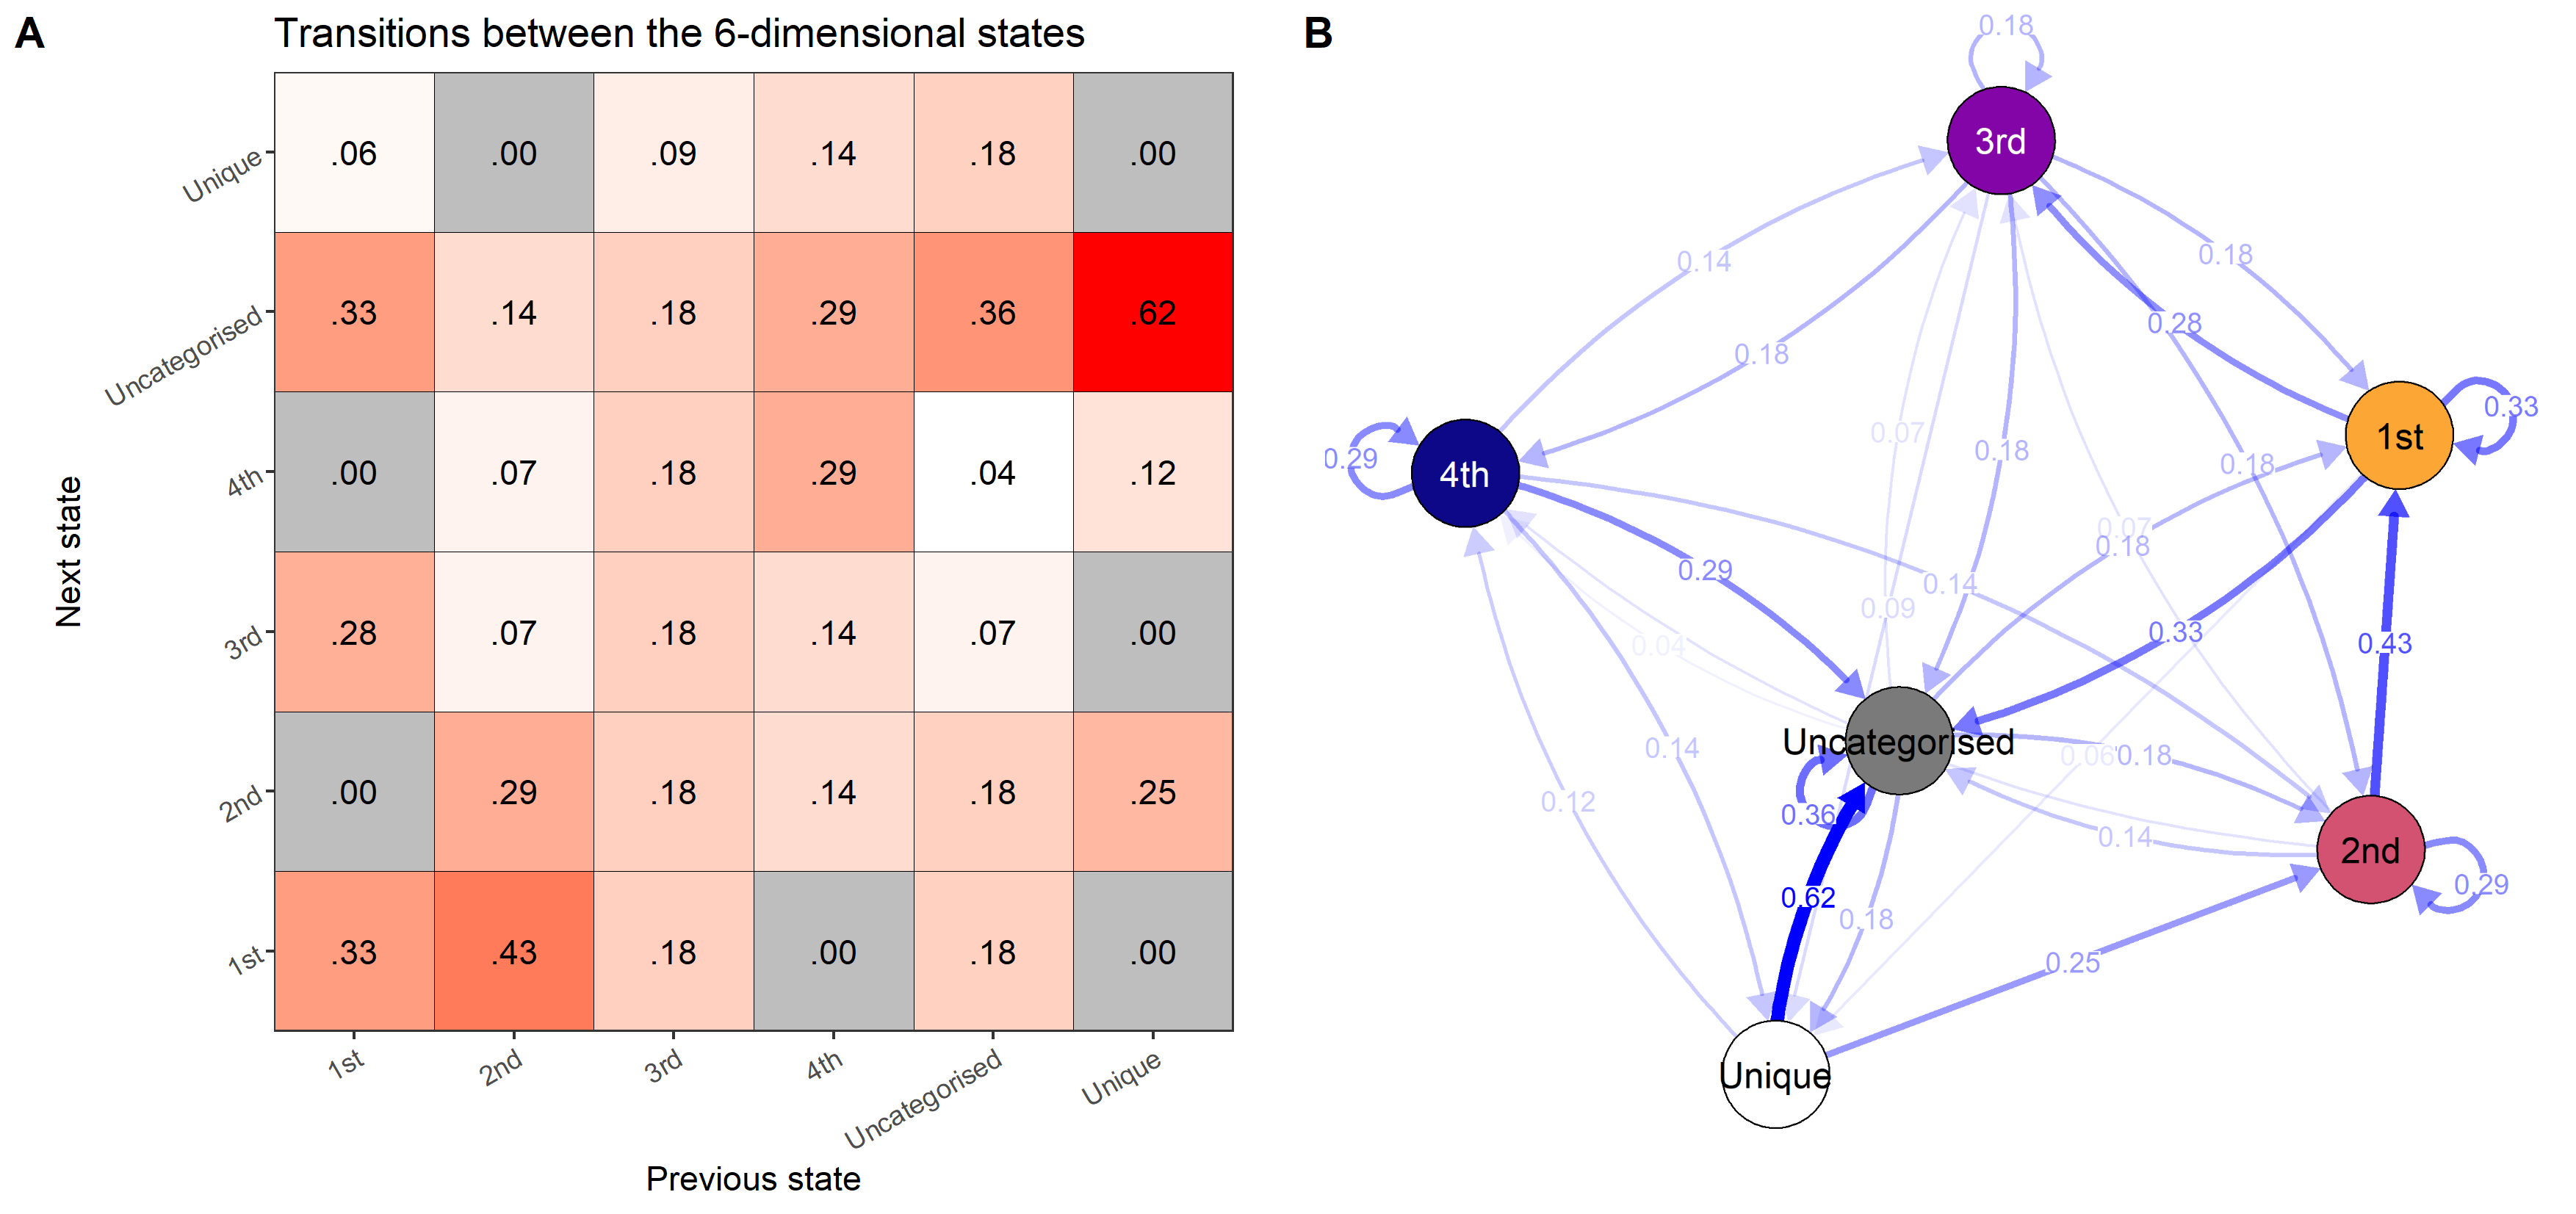 A
Transitions between the 6-dimensional states
Unique .06 .00 .09 .14 .18 .00
Uncategorised .33 .14 .18 .29 .36 .62
4th .00 .07 .18 .29 .04 .12
3rd .28 .07 .18 .14 .07 .00
2nd .00 .29 .18 .14 .18 .25
1st .33 .43 .18 .00 .18 .00
1st 2nd 3rd 4th Uncategorised Unique
Next state
Previous state
B
0.18
3rd
0.14
0.18
0.18
0.28
0.33
1st
0.07
0.18
0.18
0.29
4th
0.07
0.18
0.29
0.14
0.09
0.33
0.43
0.04
Uncategorised
0.14
0.06
0.18
0.12
0.36
0.14
2nd
0.29
0.62
0.18
0.25
Unique